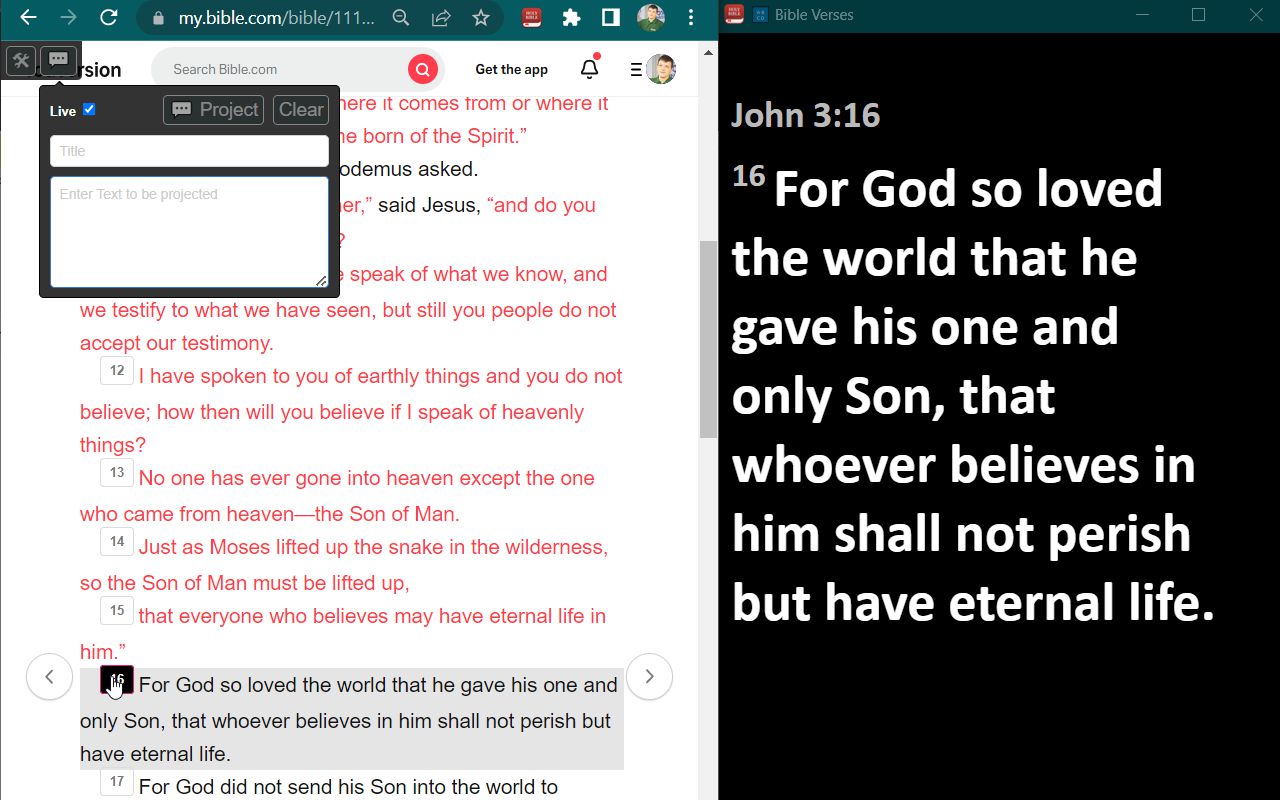 my.bible.com/bible/111...
Bible Verses
Search Bible.com
Get the app
Live
Project
Clear
Title
Enter Text to be projected
here it comes from or where it
born of the Spirit.”
odemus asked.
said Jesus, “and do you
?
speak of what we know, and
we testify to what we have seen, but still you people do not
accept our testimony.
12 I have spoken to you of earthly things and you do not
believe; how then will you believe if I speak of heavenly
things?
13 No one has ever gone into heaven except the one
who came from heaven—the Son of Man.
14 Just as Moses lifted up the snake in the wilderness,
so the Son of Man must be lifted up,
15 that everyone who believes may have eternal life in
him.”
16 For God so loved the world that he gave his one and
only Son, that whoever believes in him shall not perish but
have eternal life.
17 For God did not send his Son into the world to
John 3:16
16 For God so loved
the world that he
gave his one and
only Son, that
whoever believes in
him shall not perish
but have eternal life.